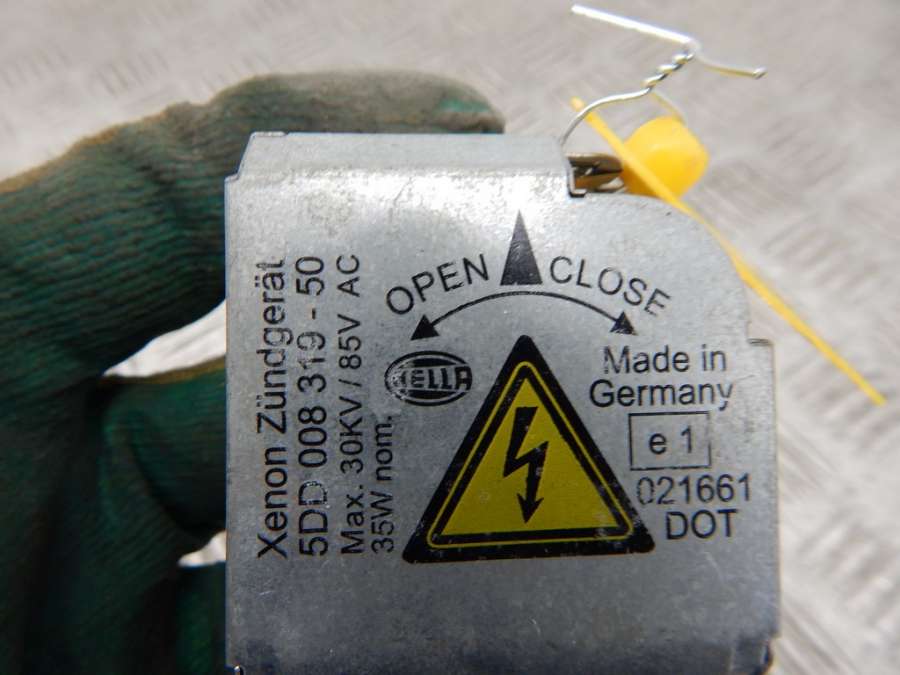 Xenon Zündgerät
5DD 008 319 - 50
Max. 30KV / 85V AC
35W nom.
OPEN CLOSE
HELLA
Made in
Germany
e 1
021661
DOT